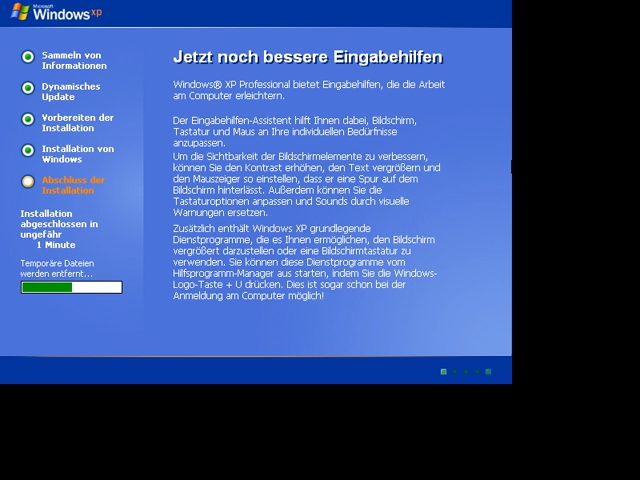 Microsoft
Windows xp
Sammeln von
Informationen
Dynamisches
Update
Vorbereiten der
Installation
Installation von
Windows
Abschluss der
Installation
Installation
abgeschlossen in
ungefähr
1 Minute
Temporäre Dateien
werden entfernt...
Jetzt noch bessere Eingabehilfen
Windows® XP Professional bietet Eingabehilfen, die die Arbeit
am Computer erleichtern.
Der Eingabehilfen-Assistent hilft Ihnen dabei, Bildschirm,
Tastatur und Maus an Ihre individuellen Bedürfnisse
anzupassen.
Um die Sichtbarkeit der Bildschirmelemente zu verbessern,
können Sie den Kontrast erhöhen, den Text vergrößern und
den Mauszeiger so einstellen, dass er eine Spur auf dem
Bildschirm hinterlässt. Außerdem können Sie die
Tastaturoptionen anpassen und Sounds durch visuelle
Warnungen ersetzen.
Zusätzlich enthält Windows XP grundlegende
Dienstprogramme, die es Ihnen ermöglichen, den Bildschirm
vergrößert darzustellen oder eine Bildschirmtastatur zu
verwenden. Sie können diese Dienstprogramme vom
Hilfsprogramm-Manager aus starten, indem Sie die Windows-
Logo-Taste + U drücken. Dies ist sogar schon bei der
Anmeldung am Computer möglich!